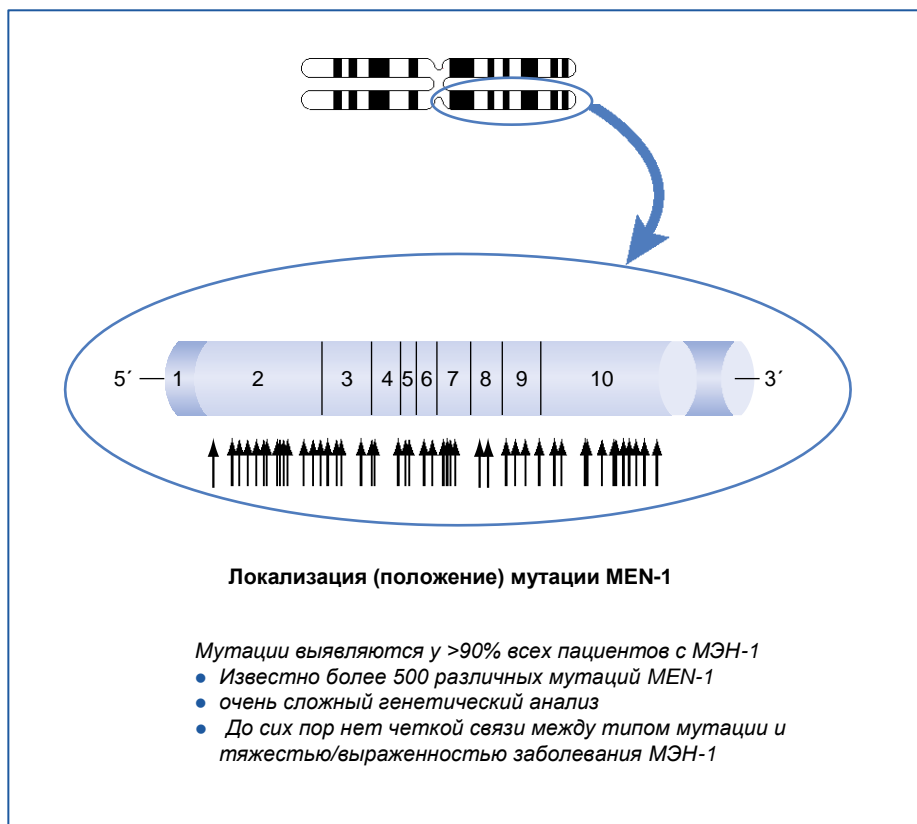 5´ 1 2 3 4 5 6 7 8 9 10 3´
Локализация (положение) мутации MEN-1
Мутации выявляются у >90% всех пациентов с МЭН-1
● Известно более 500 различных мутаций MEN-1
● очень сложный генетический анализ
● До сих пор нет четкой связи между типом мутации и
тяжестью/выраженностью заболевания МЭН-1